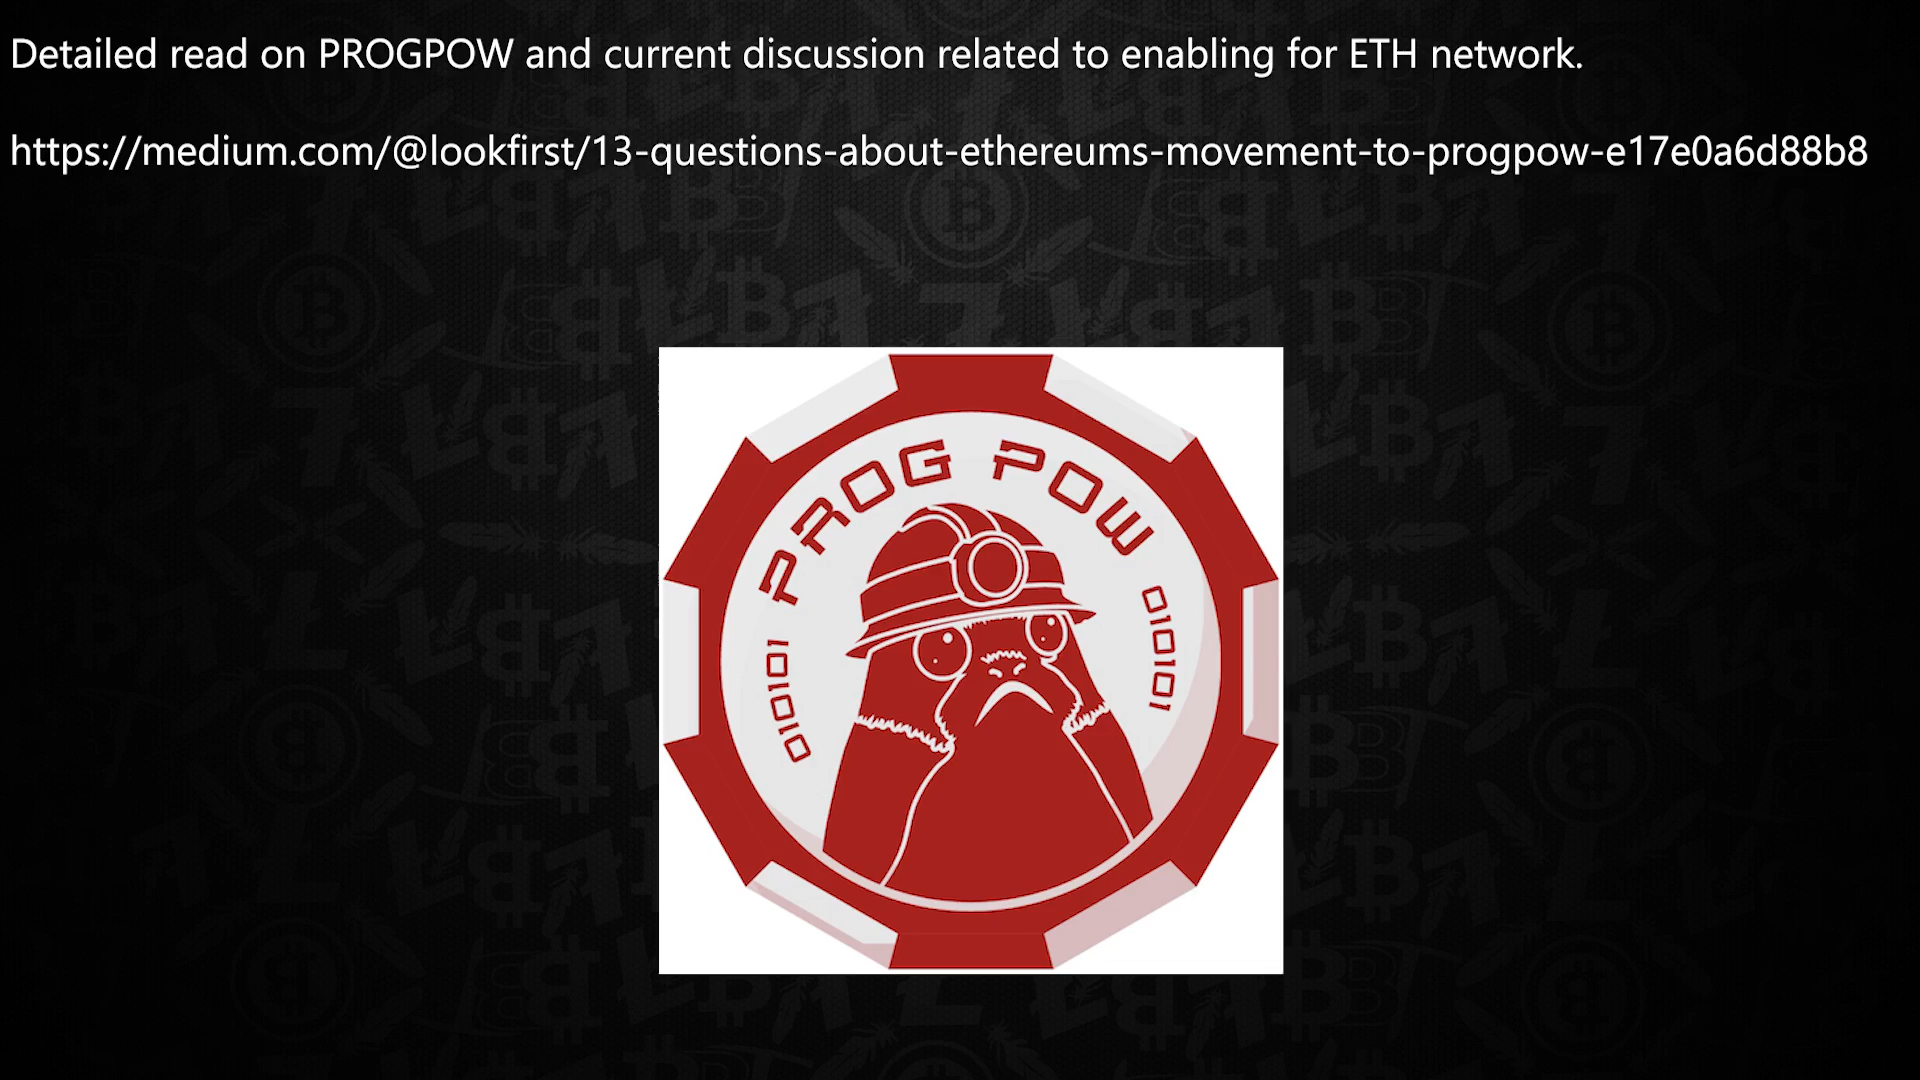 Detailed read on PROGPOW and current discussion related to enabling for ETH network.
https://medium.com/@lookfirst/13-questions-about-ethereums-movement-to-progpow-e17e0a6d88b8
PROG POW
010101
010101